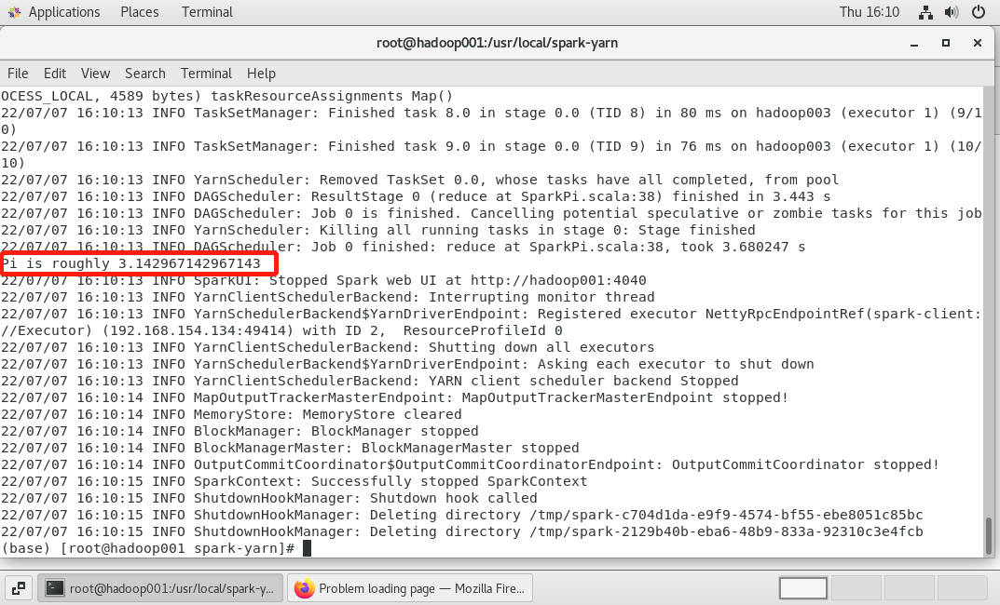 Applications Places Terminal Thu 16:10
root@hadoop001:/usr/local/spark-yarn
File Edit View Search Terminal Help
OCESS_LOCAL, 4589 bytes) taskResourceAssignments Map()
22/07/07 16:10:13 INFO TaskSetManager: Finished task 8.0 in stage 0.0 (TID 8) in 80 ms on hadoop003 (executor 1) (9/1
0)
22/07/07 16:10:13 INFO TaskSetManager: Finished task 9.0 in stage 0.0 (TID 9) in 76 ms on hadoop003 (executor 1) (10/
10)
22/07/07 16:10:13 INFO YarnScheduler: Removed TaskSet 0.0, whose tasks have all completed, from pool
22/07/07 16:10:13 INFO DAGScheduler: ResultStage 0 (reduce at SparkPi.scala:38) finished in 3.443 s
22/07/07 16:10:13 INFO DAGScheduler: Job 0 is finished. Cancelling potential speculative or zombie tasks for this job
22/07/07 16:10:13 INFO YarnScheduler: Killing all running tasks in stage 0: Stage finished
22/07/07 16:10:13 INFO DAGScheduler: Job 0 finished: reduce at SparkPi.scala:38, took 3.680247 s
Pi is roughly 3.142967142967143
22/07/07 16:10:13 INFO SparkUI: Stopped Spark web UI at http://hadoop001:4040
22/07/07 16:10:13 INFO YarnClientSchedulerBackend: Interrupting monitor thread
22/07/07 16:10:13 INFO YarnSchedulerBackend$YarnDriverEndpoint: Registered executor NettyRpcEndpointRef(spark-client:
//Executor) (192.168.154.134:49414) with ID 2,  ResourceProfileId 0
22/07/07 16:10:13 INFO YarnClientSchedulerBackend: Shutting down all executors
22/07/07 16:10:13 INFO YarnSchedulerBackend$YarnDriverEndpoint: Asking each executor to shut down
22/07/07 16:10:13 INFO YarnClientSchedulerBackend: YARN client scheduler backend Stopped
22/07/07 16:10:14 INFO MapOutputTrackerMasterEndpoint: MapOutputTrackerMasterEndpoint stopped!
22/07/07 16:10:14 INFO MemoryStore: MemoryStore cleared
22/07/07 16:10:14 INFO BlockManager: BlockManager stopped
22/07/07 16:10:14 INFO BlockManagerMaster: BlockManagerMaster stopped
22/07/07 16:10:14 INFO OutputCommitCoordinator$OutputCommitCoordinatorEndpoint: OutputCommitCoordinator stopped!
22/07/07 16:10:15 INFO SparkContext: Successfully stopped SparkContext
22/07/07 16:10:15 INFO ShutdownHookManager: Shutdown hook called
22/07/07 16:10:15 INFO ShutdownHookManager: Deleting directory /tmp/spark-c704d1da-e9f9-4574-bf55-ebe8051c85bc
22/07/07 16:10:15 INFO ShutdownHookManager: Deleting directory /tmp/spark-2129b40b-eba6-48b9-833a-92310c3e4fcb
(base) [root@hadoop001 spark-yarn]#
root@hadoop001:/usr/local/spark-y... Problem loading page — Mozilla Fire...